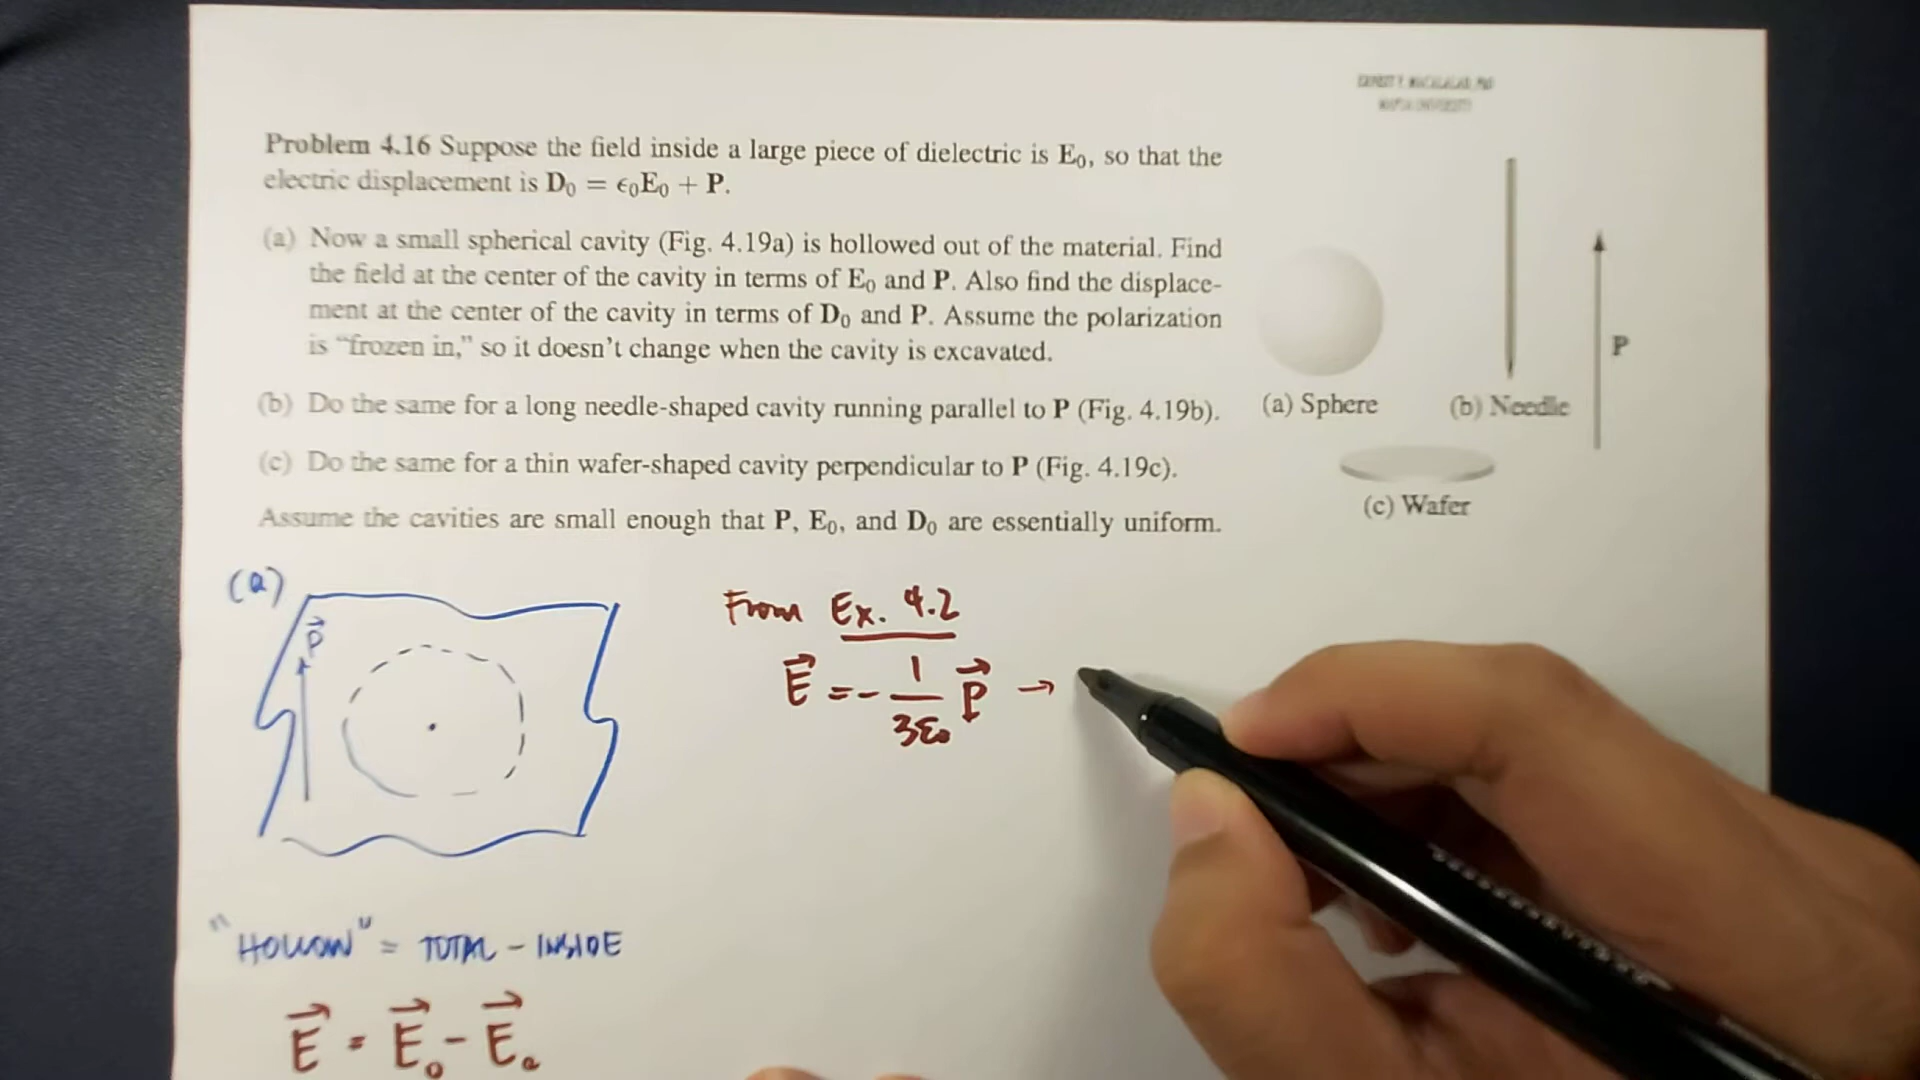 Problem 4.16 Suppose the field inside a large piece of dielectric is E₀, so that the
electric displacement is D₀ = ϵ₀E₀ + P.
(a) Now a small spherical cavity (Fig. 4.19a) is hollowed out of the material. Find
the field at the center of the cavity in terms of E₀ and P. Also find the displace-
ment at the center of the cavity in terms of D₀ and P. Assume the polarization
is “frozen in,” so it doesn’t change when the cavity is excavated.
(b) Do the same for a long needle-shaped cavity running parallel to P (Fig. 4.19b).
(c) Do the same for a thin wafer-shaped cavity perpendicular to P (Fig. 4.19c).
Assume the cavities are small enough that P, E₀, and D₀ are essentially uniform.
P
(a) Sphere
(b) Needle
(c) Wafer
(a)
P⃗
From Ex. 4.2
E⃗ = - 1/3ε₀ P⃗ →
"HOLLOW" = TOTAL - INSIDE
E⃗ = E⃗₀ - E⃗